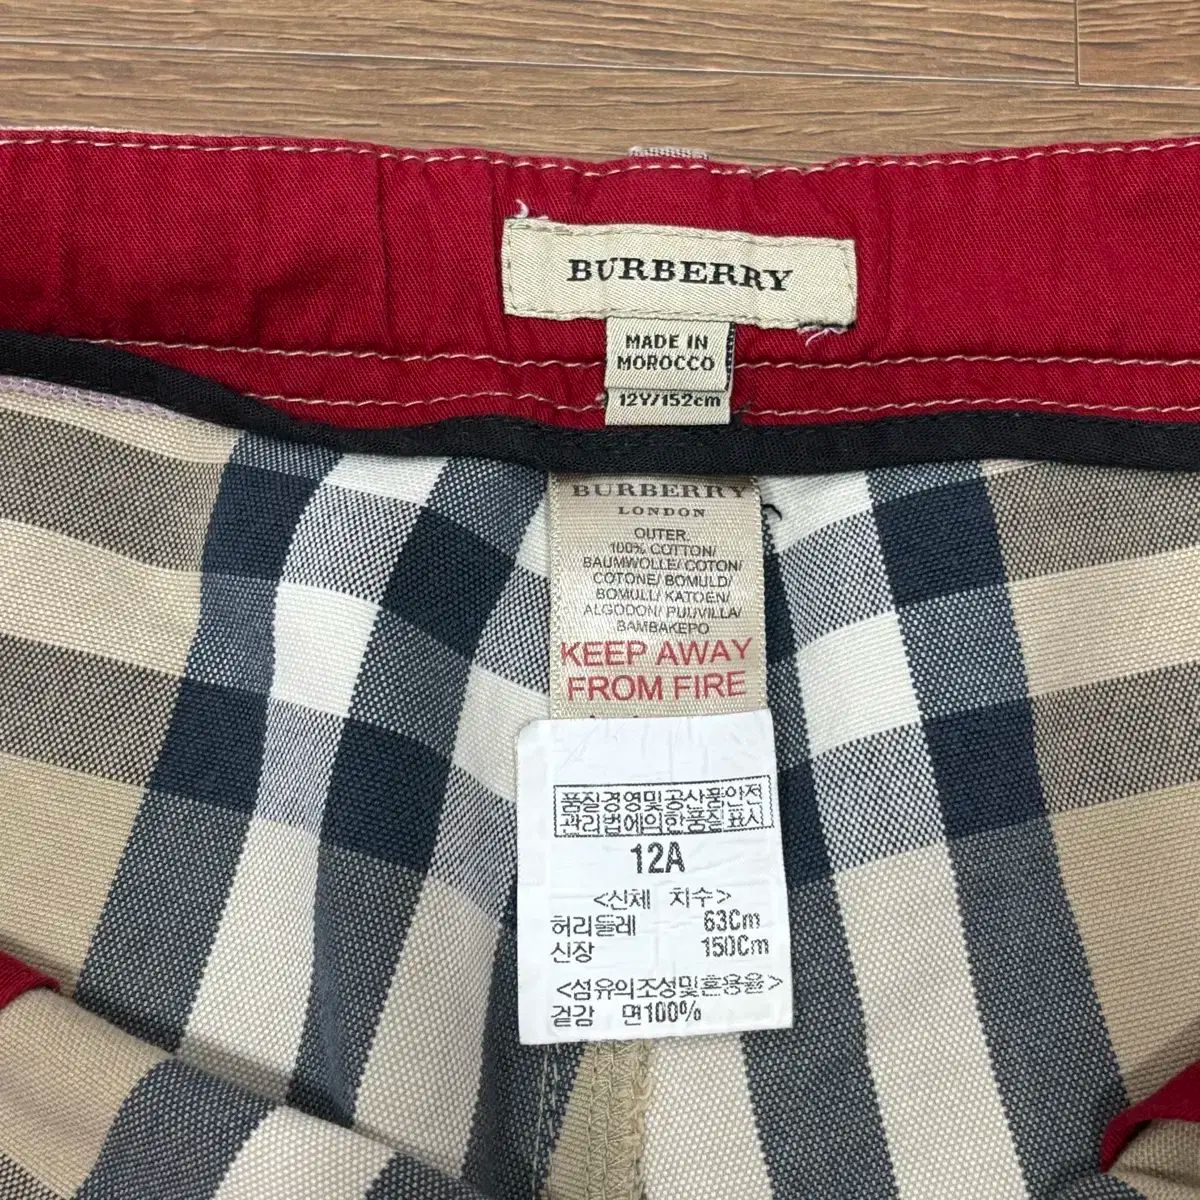 BURBERRY
MADE IN
MOROCCO
12Y/152cm
BURBERRY
LONDON
OUTER
100% COTTON/
BAUMWOLLE/ COTON/
COTONE/ BOMULD/
BOMULL/ KATOEN/
ALGODON/ PUUVILLA/
BAMBAKEPO
KEEP AWAY
FROM FIRE
품질경영및공산품안전
관리법에의한품질표시
12A
<신체 치수>
허리둘레 63Cm
신장 150Cm
<섬유의조성및혼용율>
겉감 면100%